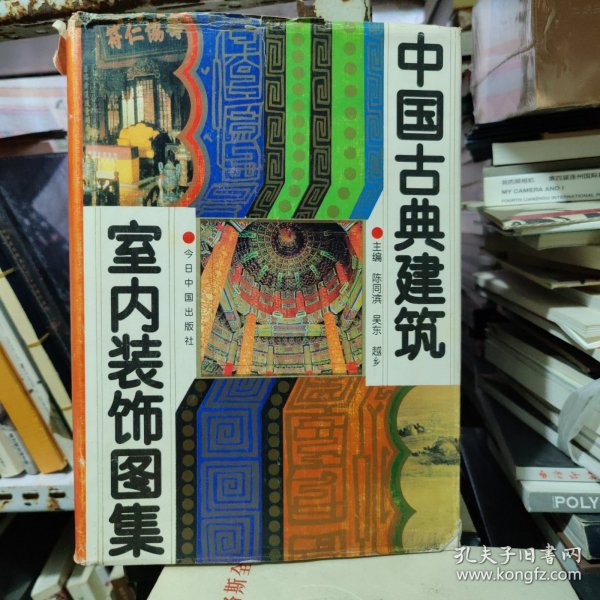 中国古典建筑
室内装饰图集
主编 陈同滨 吴东 越乡
今日中国出版社
MY CAMERA AND I
POLY
孔夫子旧书网
www.kongfz.com